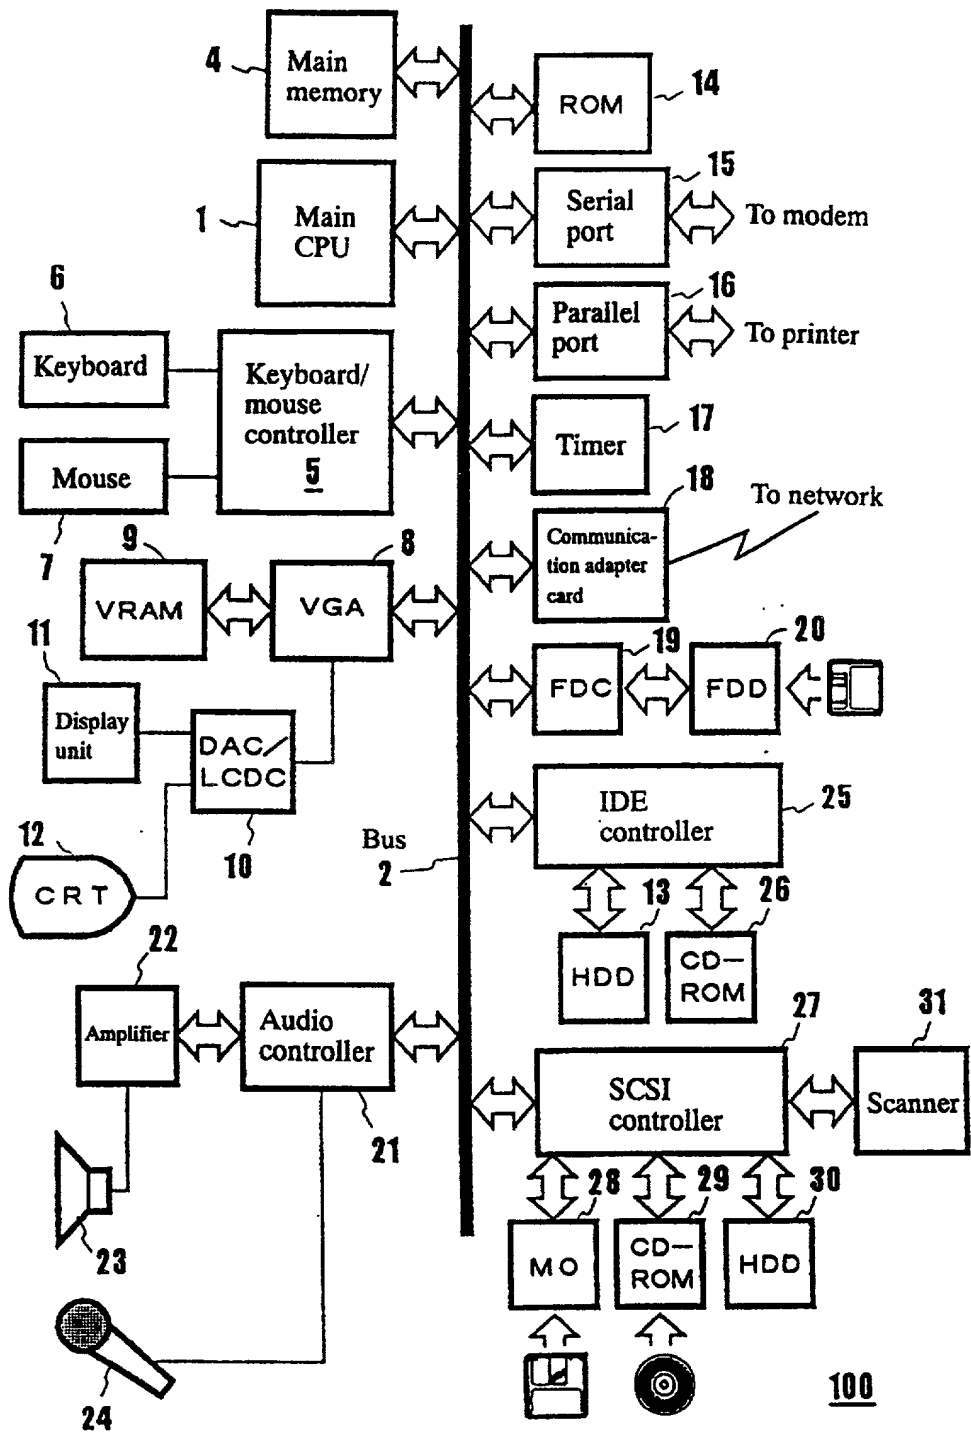 4
Main
memory
14
ROM
1
Main
CPU
15
Serial
port
To modem
16
Parallel
port
To printer
6
Keyboard
Keyboard/
mouse
controller
5
7
Mouse
17
Timer
18
Communica-
tion adapter
card
To network
9
VRAM
8
VGA
11
Display
unit
DAC/
LCDC
10
12
CRT
19
FDC
20
FDD
Bus
2
25
IDE
controller
13
HDD
26
CD-
ROM
22
Amplifier
Audio
controller
21
23
24
27
SCSI
controller
31
Scanner
28
MO
29
CD-
ROM
30
HDD
100